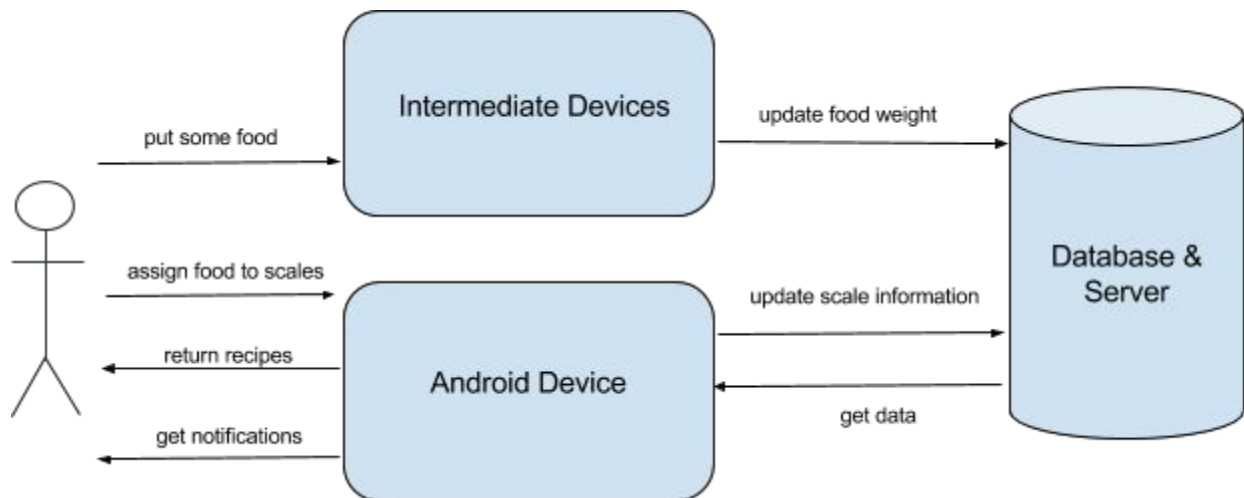 Intermediate Devices
put some food
update food weight
assign food to scales
Database &
Server
update scale information
return recipes
Android Device
get data
get notifications